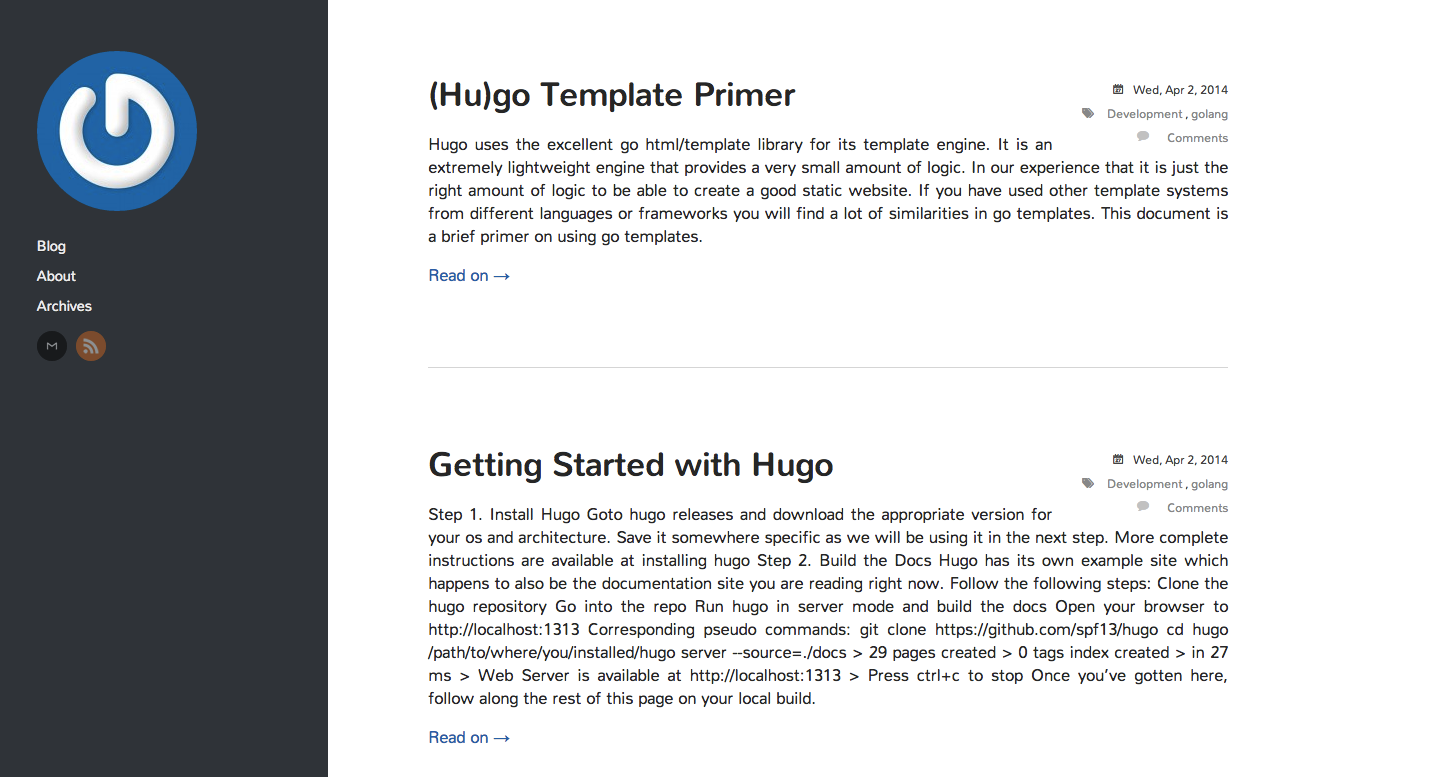 Blog
About
Archives
(Hu)go Template Primer
Wed, Apr 2, 2014
Development , golang
Comments
Hugo uses the excellent go html/template library for its template engine. It is an
extremely lightweight engine that provides a very small amount of logic. In our experience that it is just the
right amount of logic to be able to create a good static website. If you have used other template systems
from different languages or frameworks you will find a lot of similarities in go templates. This document is
a brief primer on using go templates.
Read on →
Getting Started with Hugo
Wed, Apr 2, 2014
Development , golang
Comments
Step 1. Install Hugo Goto hugo releases and download the appropriate version for
your os and architecture. Save it somewhere specific as we will be using it in the next step. More complete
instructions are available at installing hugo Step 2. Build the Docs Hugo has its own example site which
happens to also be the documentation site you are reading right now. Follow the following steps: Clone the
hugo repository Go into the repo Run hugo in server mode and build the docs Open your browser to
http://localhost:1313 Corresponding pseudo commands: git clone https://github.com/spf13/hugo cd hugo
/path/to/where/you/installed/hugo server --source=./docs > 29 pages created > 0 tags index created > in 27
ms > Web Server is available at http://localhost:1313 > Press ctrl+c to stop Once you’ve gotten here,
follow along the rest of this page on your local build.
Read on →